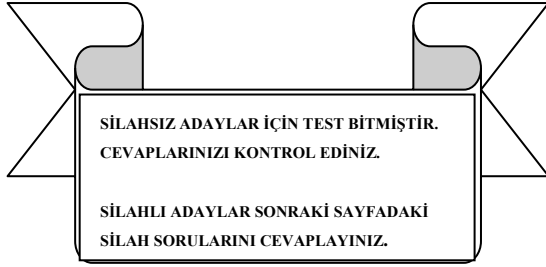 SİLAHSIZ ADAYLAR İÇİN TEST BİTMİŞTİR.
CEVAPLARINIZI KONTROL EDİNİZ.
SİLAHLI ADAYLAR SONRAKİ SAYFADAKİ
SİLAH SORULARINI CEVAPLAYINIZ.